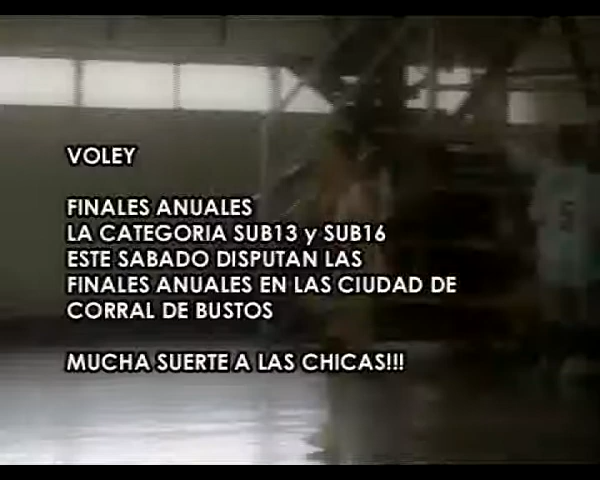 VOLEY
FINALES ANUALES
LA CATEGORIA SUB13 y SUB16
ESTE SABADO DISPUTAN LAS
FINALES ANUALES EN LAS CIUDAD DE
CORRAL DE BUSTOS
MUCHA SUERTE A LAS CHICAS!!!
5